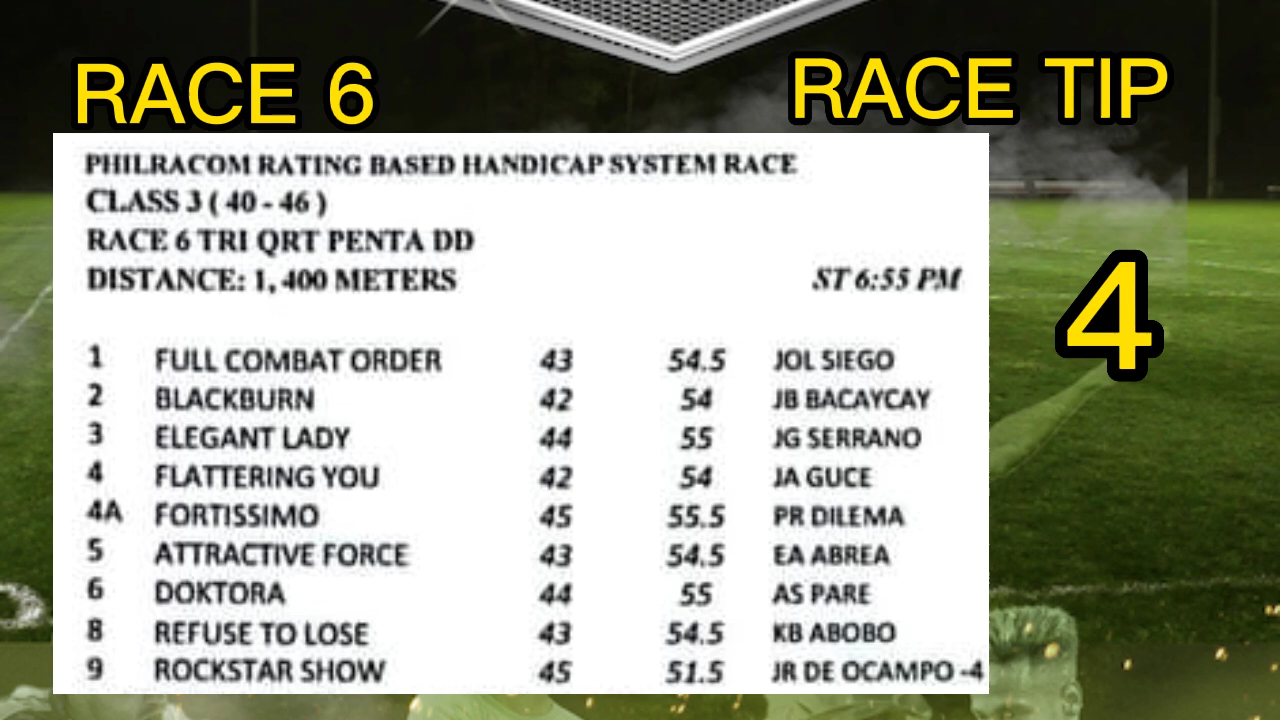 RACE 6
RACE TIP
PHILRACOM RATING BASED HANDICAP SYSTEM RACE
CLASS 3 ( 40 - 46 )
RACE 6 TRI QRT PENTA DD
DISTANCE: 1, 400 METERS ST 6:55 PM
4
1 FULL COMBAT ORDER 43 54.5 JOL SIEGO
2 BLACKBURN 42 54 JB BACAYCAY
3 ELEGANT LADY 44 55 JG SERRANO
4 FLATTERING YOU 42 54 JA GUCE
4A FORTISSIMO 45 55.5 PR DILEMA
5 ATTRACTIVE FORCE 43 54.5 EA ABREA
6 DOKTORA 44 55 AS PARE
8 REFUSE TO LOSE 43 54.5 KB ABOBO
9 ROCKSTAR SHOW 45 51.5 JR DE OCAMPO -4